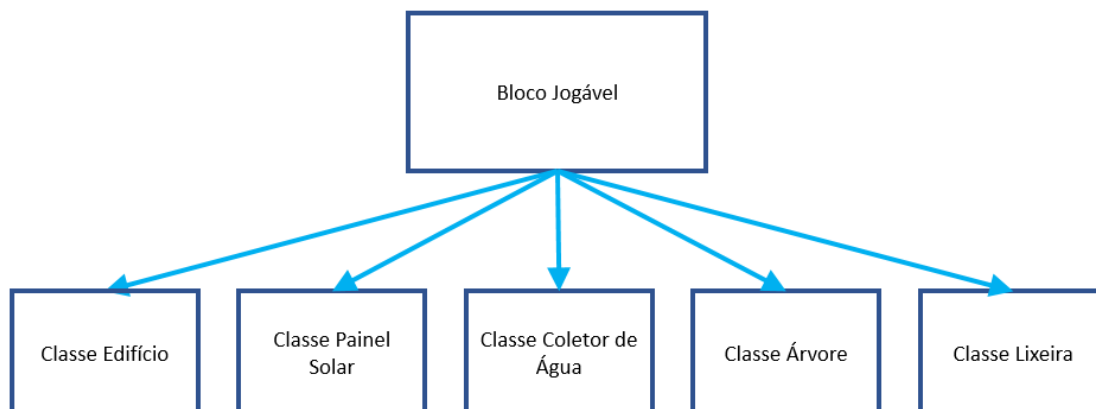 Bloco Jogável
Classe Edifício
Classe Painel
Solar
Classe Coletor de
Água
Classe Árvore
Classe Lixeira